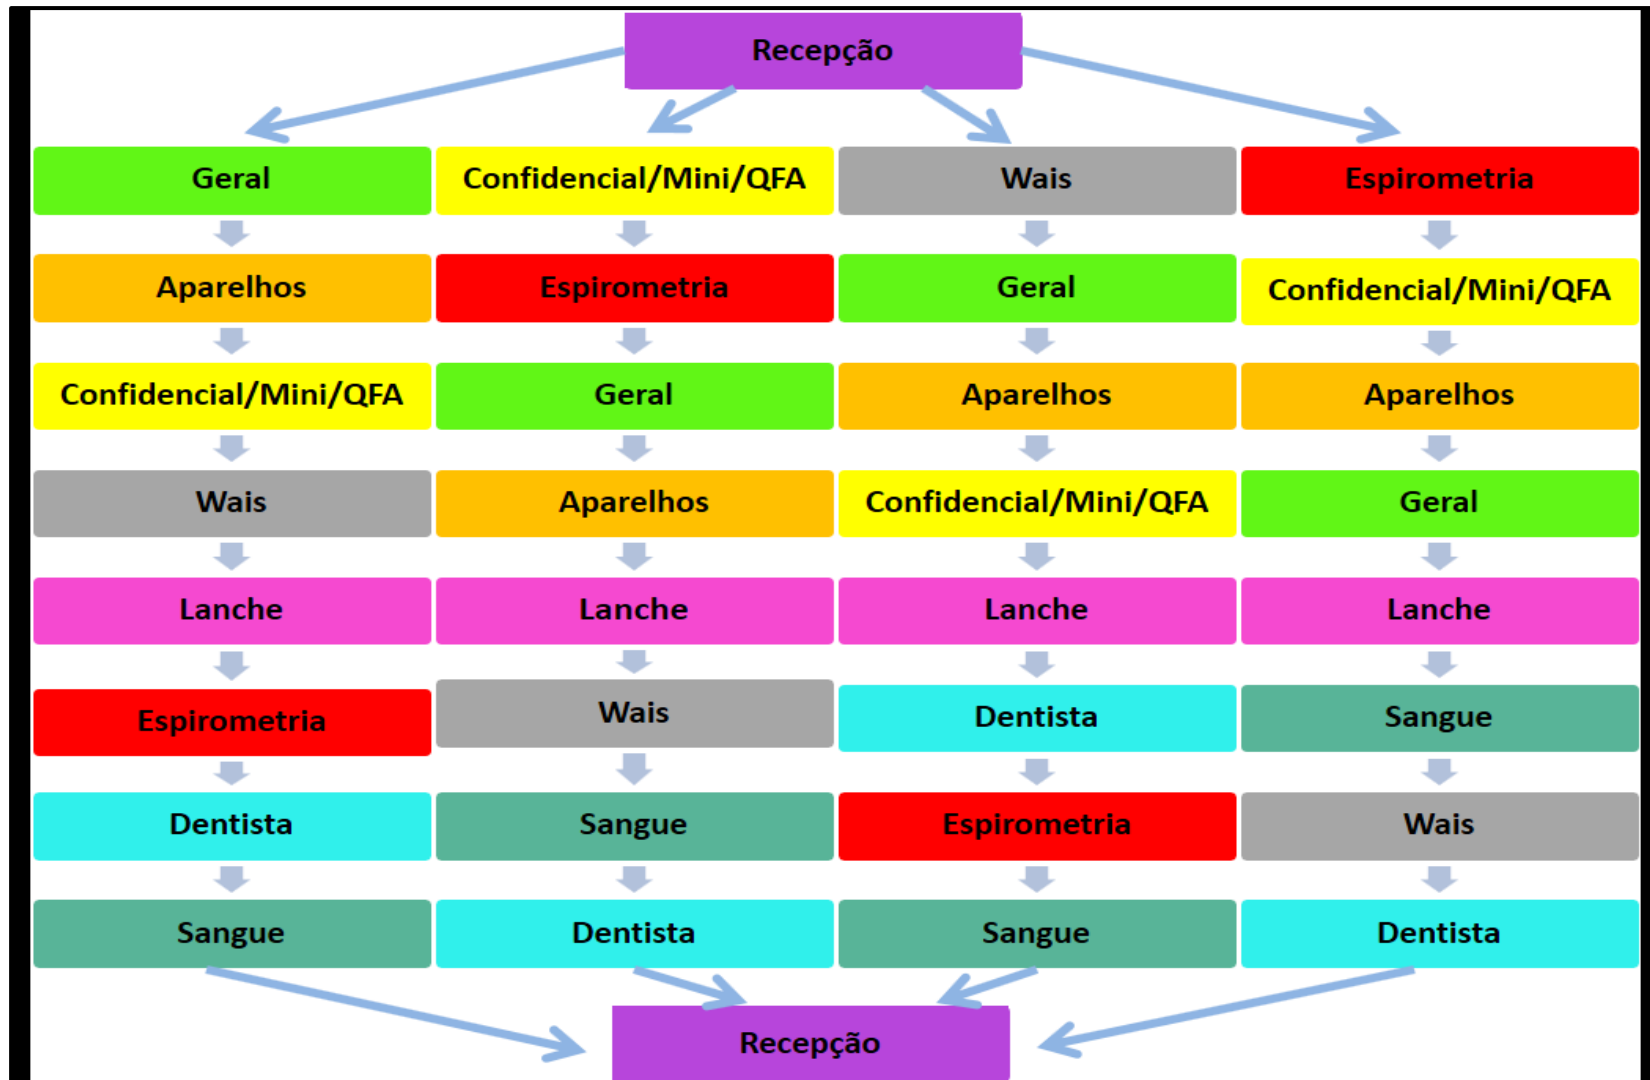 Recepção
Geral
Confidencial/Mini/QFA
Wais
Espirometria
Aparelhos
Espirometria
Geral
Confidencial/Mini/QFA
Confidencial/Mini/QFA
Geral
Aparelhos
Aparelhos
Wais
Aparelhos
Confidencial/Mini/QFA
Geral
Lanche
Lanche
Lanche
Lanche
Espirometria
Wais
Dentista
Sangue
Dentista
Sangue
Espirometria
Wais
Sangue
Dentista
Sangue
Dentista
Recepção